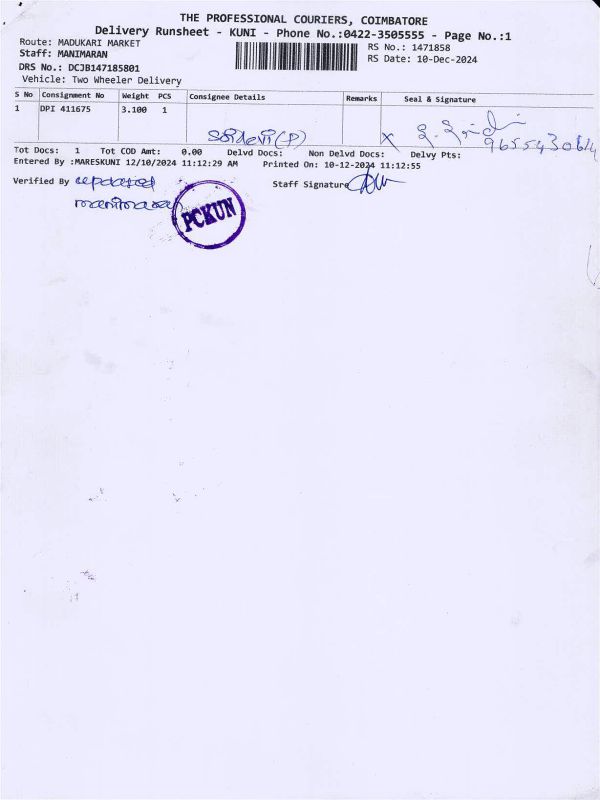 THE PROFESSIONAL COURIERS, COIMBATORE
Delivery Runsheet - KUNI - Phone No.:0422-3505555 - Page No.:1
Route: MADUKARI MARKET
RS No.: 1471858
Staff: MANIMARAN
RS Date: 10-Dec-2024
DRS No.: DCJB147185801
Vehicle: Two Wheeler Delivery
S No Consignment No Weight PCS Consignee Details Remarks Seal & Signature
1 DPI 411675 3.100 1
X
9655430614
Tot Docs: 1 Tot COD Amt: 0.00 Delvd Docs: Non Delvd Docs: Delvy Pts:
Entered By :MARESKUNI 12/10/2024 11:12:29 AM Printed On: 10-12-2024 11:12:55
Verified By updated Staff Signature
manimaran
PCKUN